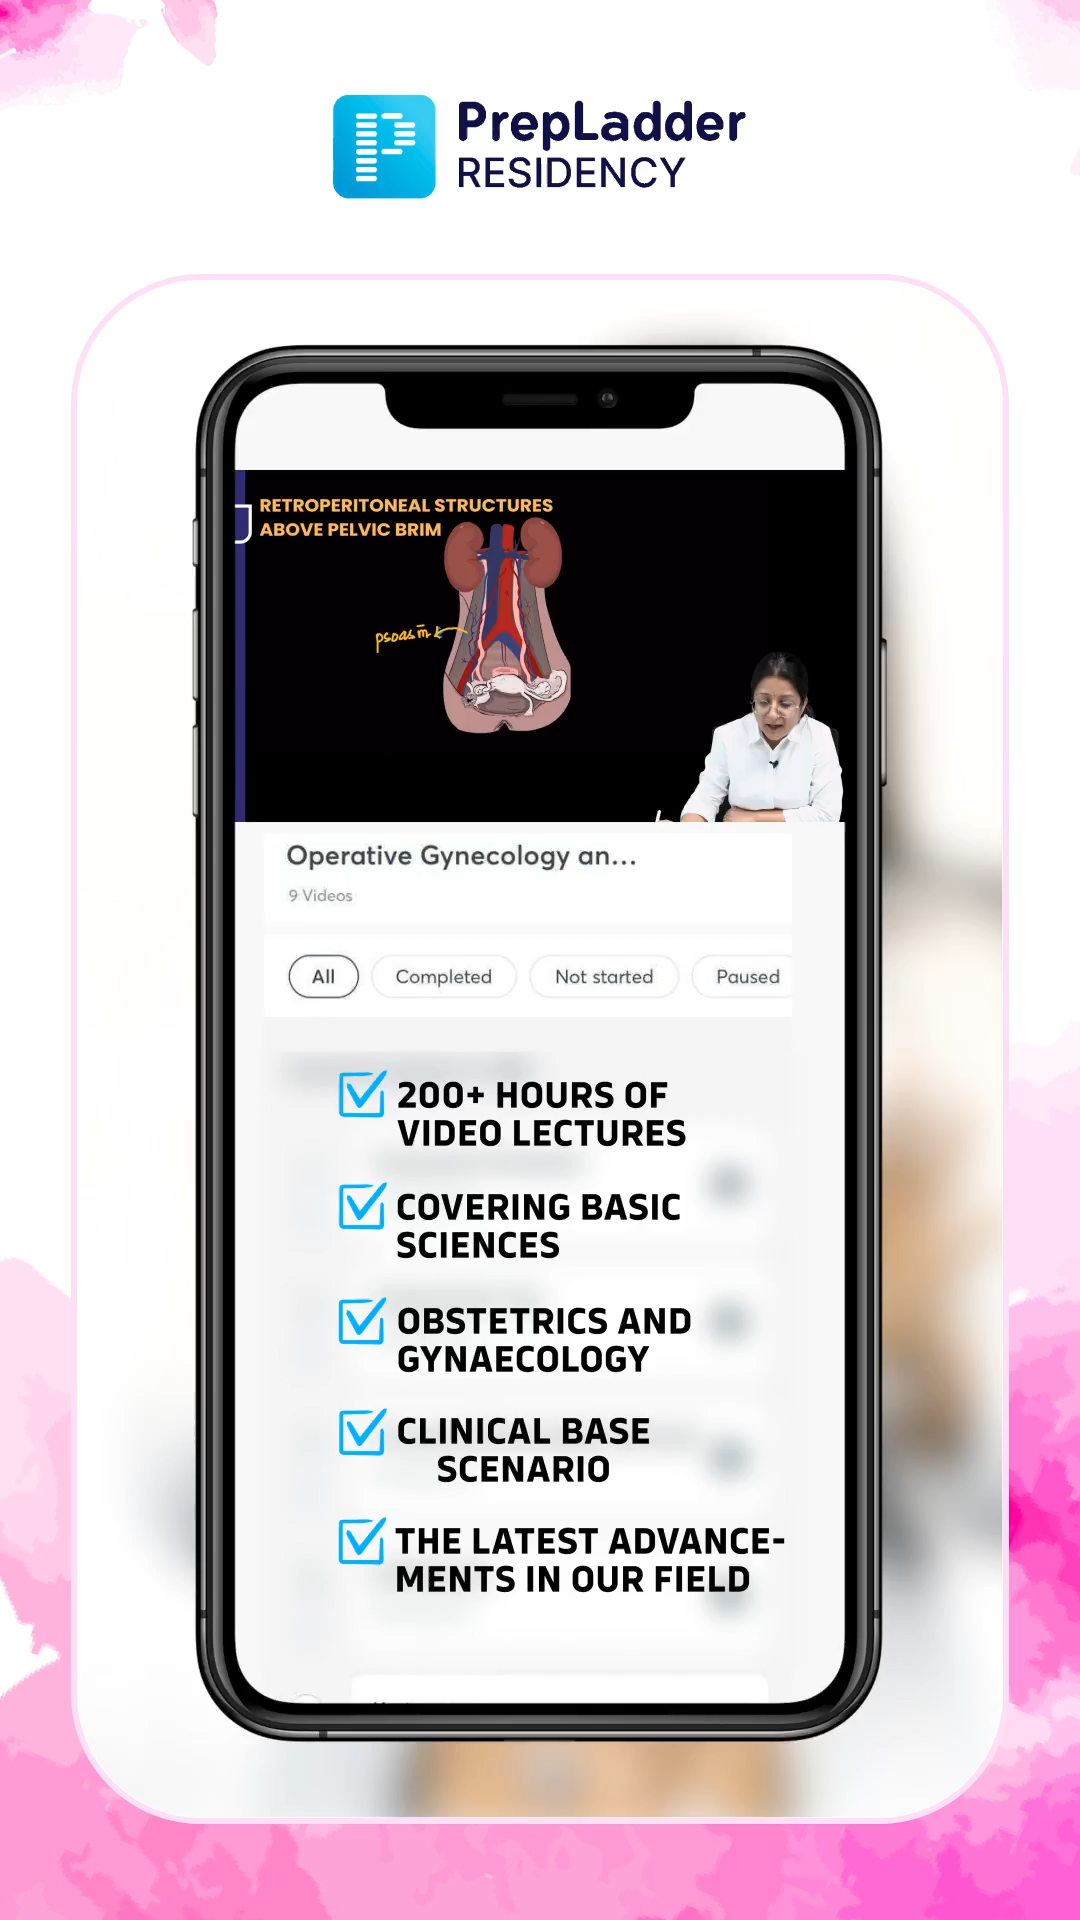 PrepLadder
RESIDENCY
RETROPERITONEAL STRUCTURES
ABOVE PELVIC BRIM
psoas m
Operative Gynecology an...
9 Videos
All
Completed
Not started
Paused
200+ HOURS OF
VIDEO LECTURES
COVERING BASIC
SCIENCES
OBSTETRICS AND
GYNAECOLOGY
CLINICAL BASE
SCENARIO
THE LATEST ADVANCE-
MENTS IN OUR FIELD